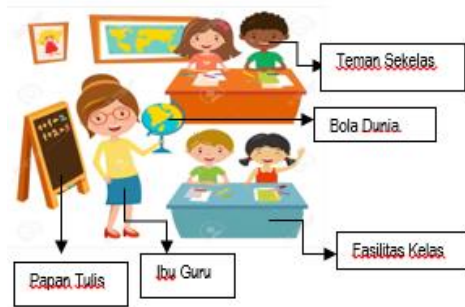 Teman Sekelas
Bola Dunia.
Fasilitas Kelas
Papan Tulis
Ibu Guru